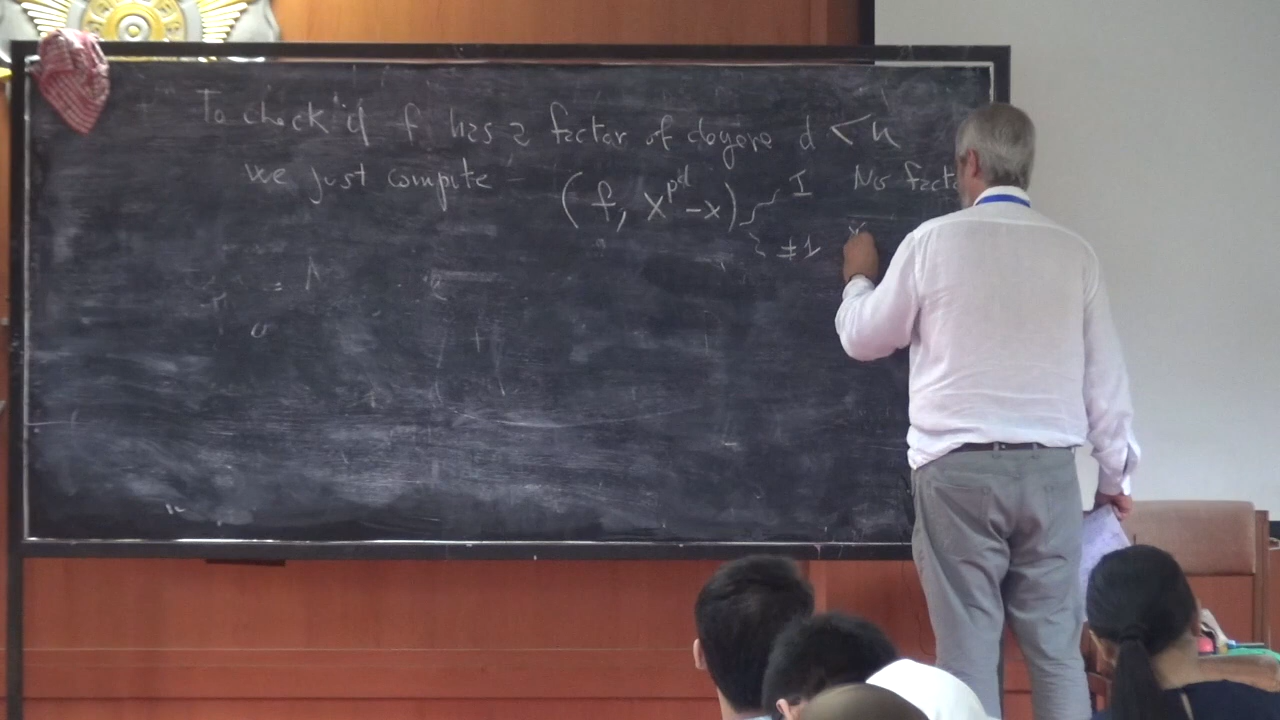 To check if f has a factor of degree d < n
we just compute (f, x^{p^d} - x) 1 No facto
≠1 y